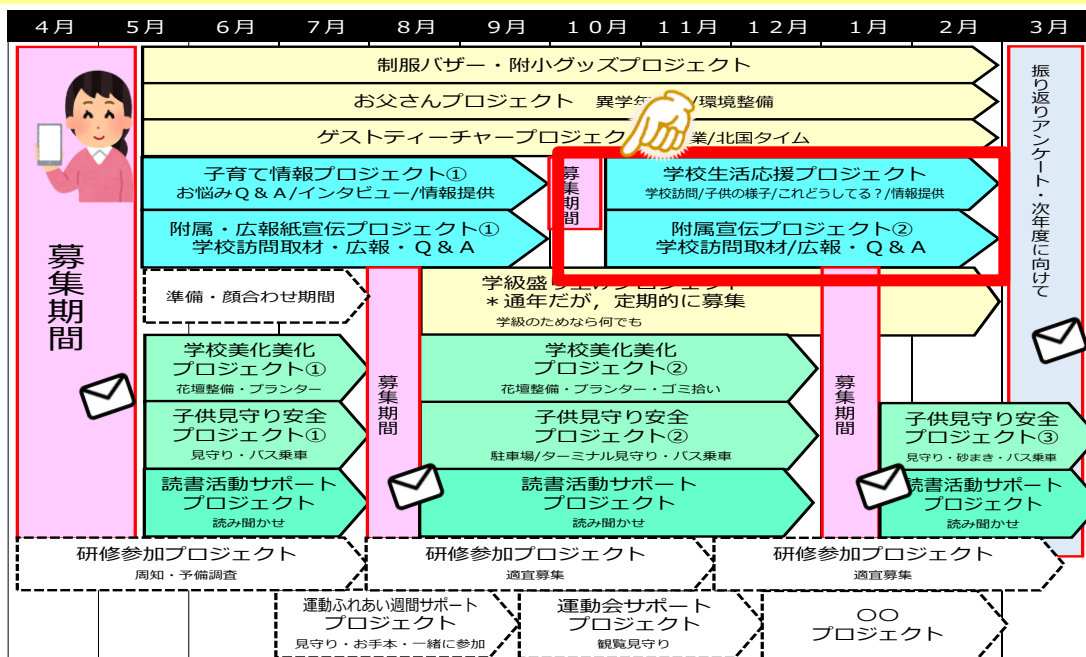 4月 5月 6月 7月 8月 9月 10月 11月 12月 1月 2月 3月
募集期間
制服バザー・附小グッズプロジェクト
お父さんプロジェクト 異学年 /環境整備
ゲストティーチャープロジェク 業/北国タイム
子育て情報プロジェクト①
お悩みQ&A/インタビュー/情報提供
募集期間
学校生活応援プロジェクト
学校訪問/子供の様子/これどうしてる?/情報提供
附属・広報紙宣伝プロジェクト①
学校訪問取材・広報・Q&A
附属宣伝プロジェクト②
学校訪問取材/広報・Q&A
振り返りアンケート・次年度に向けて
準備・顔合わせ期間
募集期間
学級盛り上げプロジェクト
*通年だが,定期的に募集
学級のためなら何でも
募集期間
学校美化美化
プロジェクト①
花壇整備・プランター
学校美化美化
プロジェクト②
花壇整備・プランター・ゴミ拾い
子供見守り安全
プロジェクト①
見守り・バス乗車
子供見守り安全
プロジェクト②
駐車場/ターミナル見守り・バス乗車
子供見守り安全
プロジェクト③
見守り・砂まき・バス乗車
読書活動サポート
プロジェクト
読み聞かせ
読書活動サポート
プロジェクト
読み聞かせ
読書活動サポート
プロジェクト
読み聞かせ
研修参加プロジェクト
周知・予備調査
研修参加プロジェクト
適宜募集
研修参加プロジェクト
適宜募集
運動ふれあい週間サポート
プロジェクト
見守り・お手本・一緒に参加
運動会サポート
プロジェクト
観覧見守り
〇〇
プロジェクト